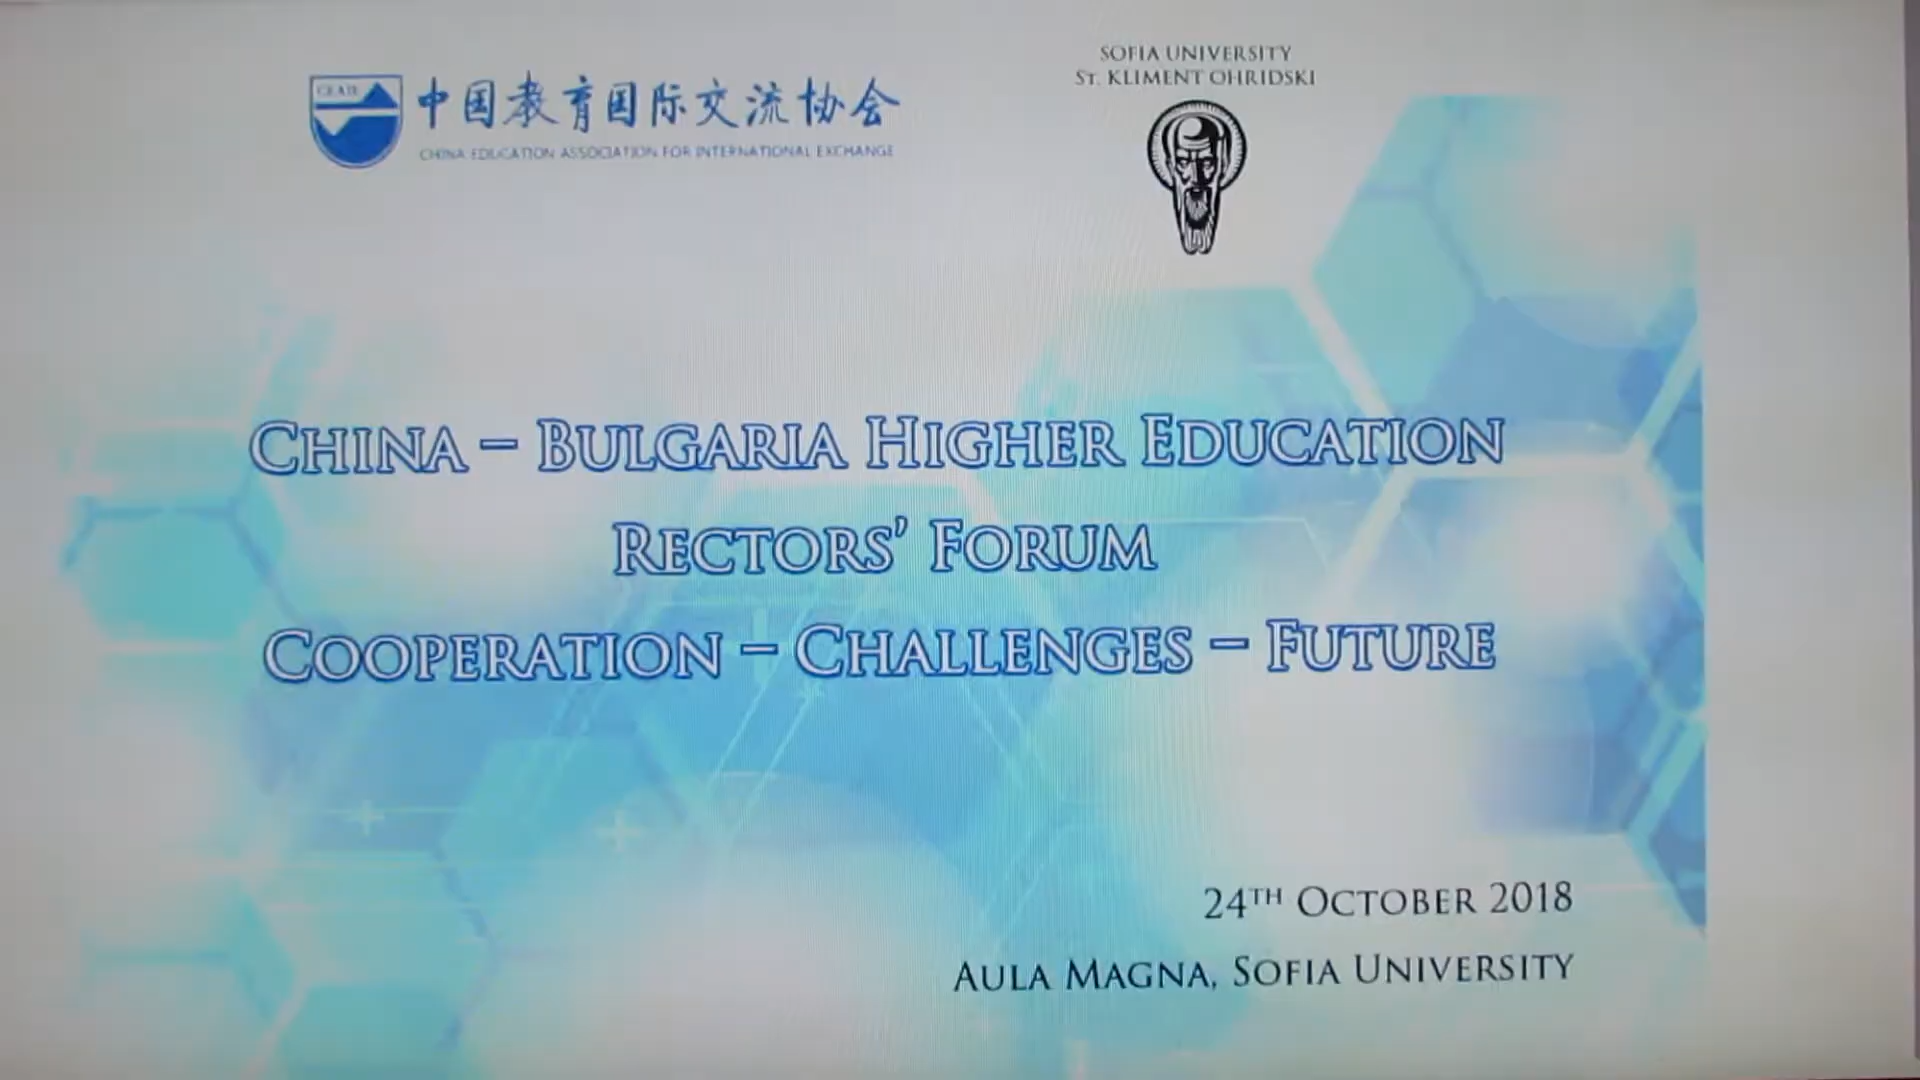 CEAIE
中国教育国际交流协会
CHINA EDUCATION ASSOCIATION FOR INTERNATIONAL EXCHANGE
SOFIA UNIVERSITY
ST. KLIMENT OHRIDSKI
CHINA – BULGARIA HIGHER EDUCATION
RECTORS’ FORUM
COOPERATION – CHALLENGES – FUTURE
24TH OCTOBER 2018
AULA MAGNA, SOFIA UNIVERSITY